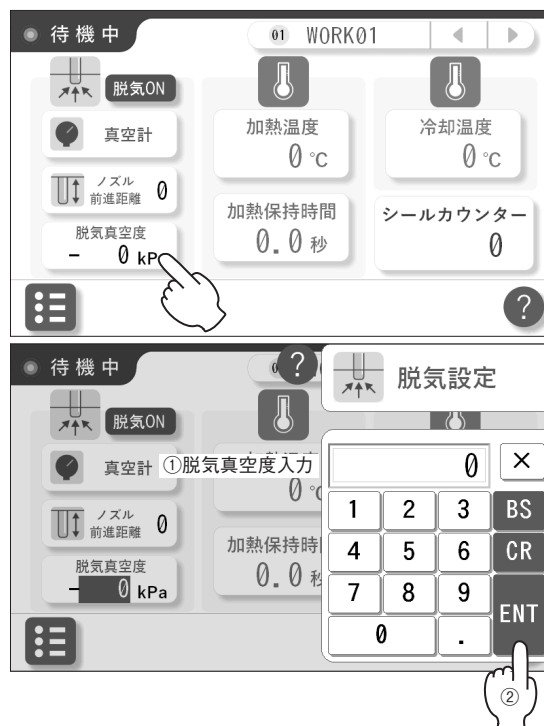 待機中
01 WORK01
脱気ON
真空計
ノズル
前進距離 0
脱気真空度
- 0 kP
加熱温度
0 ℃
加熱保持時間
0.0 秒
冷却温度
0 ℃
シールカウンター
0
?
待機中
0
?
脱気設定
脱気ON
真空計
①脱気真空度入力
ノズル
前進距離 0
脱気真空度
- 0 kPa
0
加熱保持時
0.0 秒
0 ×
1 2 3 BS
4 5 6 CR
7 8 9 ENT
0 .
②